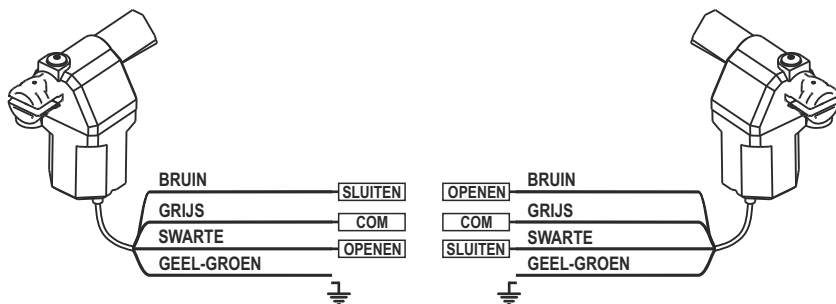 BRUIN
SLUITEN
GRIJS
COM
SWARTE
OPENEN
GEEL-GROEN
OPENEN
BRUIN
COM
GRIJS
SLUITEN
SWARTE
GEEL-GROEN